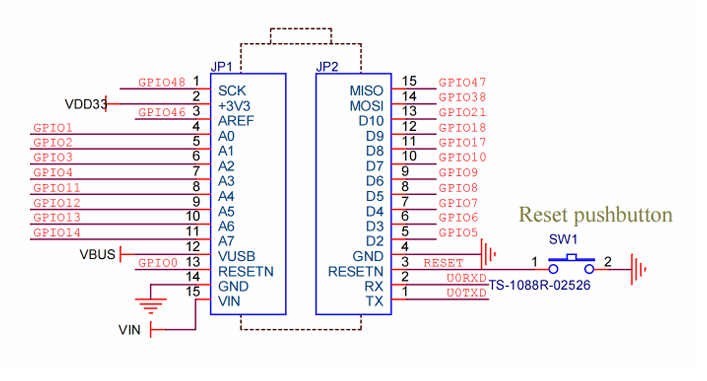 JP1 JP2
GPIO48 1 SCK MISO 15 GPIO47
VDD33 2 +3V3 MOSI 14 GPIO38
GPIO46 3 AREF D10 13 GPIO21
GPIO1 4 A0 D9 12 GPIO18
GPIO2 5 A1 D8 11 GPIO17
GPIO3 6 A2 D7 10 GPIO10
GPIO4 7 A3 D6 9 GPIO9
GPIO11 8 A4 D5 8 GPIO8
GPIO12 9 A5 D4 7 GPIO7
GPIO13 10 A6 D3 6 GPIO6
GPIO14 11 A7 D2 5 GPIO5
VBUS 12 VUSB GND 4
GPIO0 13 RESETN RESETN 3 RESET
14 GND RX 2 U0RXD
15 VIN TX 1 U0TXD
VIN
Reset pushbutton
SW1
1 2
TS-1088R-02526